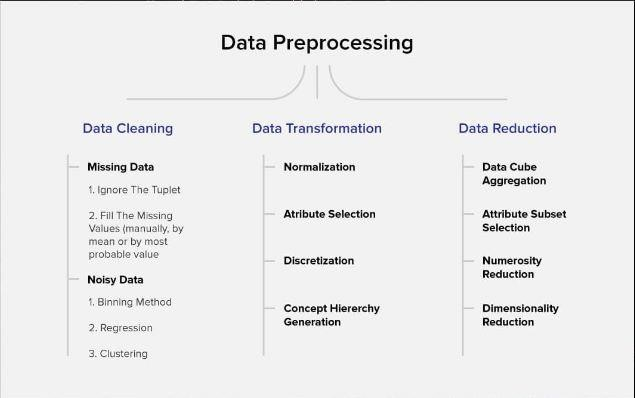 Data Preprocessing
Data Cleaning
Missing Data
1. Ignore The Tuplet
2. Fill The Missing
Values (manually, by
mean or by most
probable value
Noisy Data
1. Binning Method
2. Regression
3. Clustering
Data Transformation
Normalization
Atribute Selection
Discretization
Concept Hiererchy
Generation
Data Reduction
Data Cube
Aggregation
Attribute Subset
Selection
Numerosity
Reduction
Dimensionality
Reduction